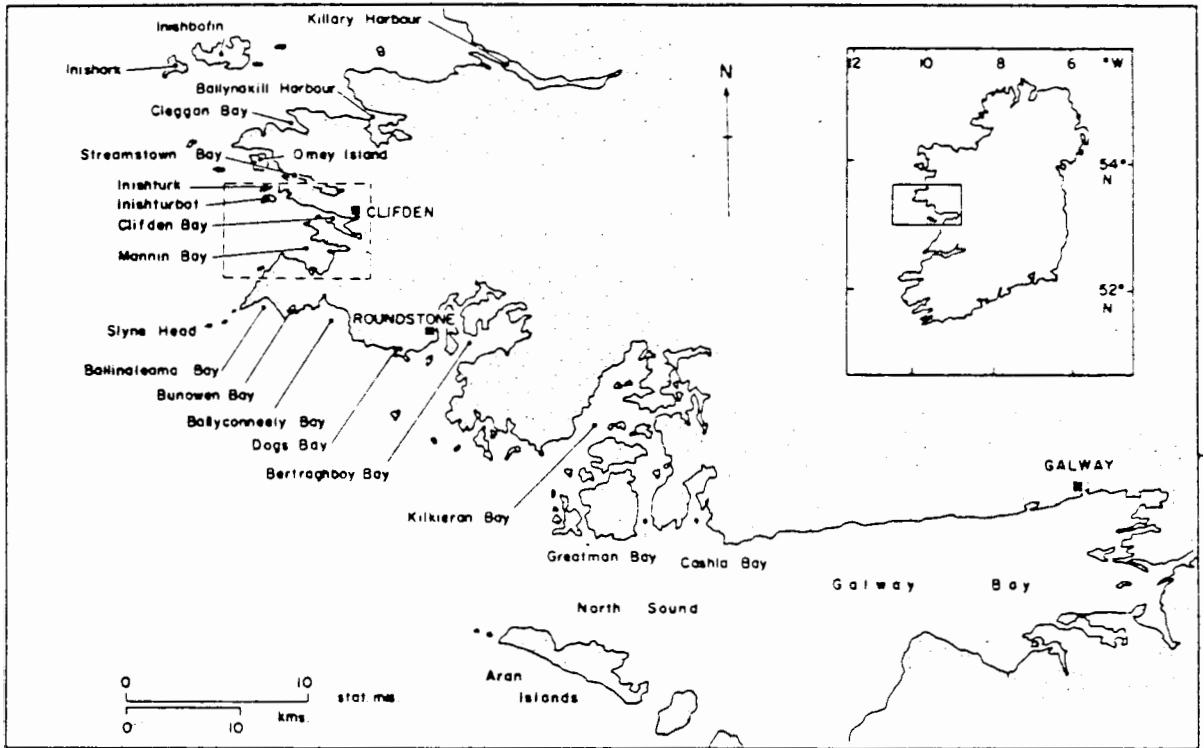 Inishbofin
Killary Harbour
Inishark
Ballynakill Harbour
Cleggan Bay
Streamstown Bay
Omey Island
Inishturk
Inishturbot
CLIFDEN
Clifden Bay
Mannin Bay
Slyne Head
ROUNDSTONE
Ballinaleama Bay
Bunowen Bay
Ballyconneely Bay
Dogs Bay
Bertraghboy Bay
Kilkieran Bay
Greatman Bay
Cashla Bay
GALWAY
Galway Bay
North Sound
Aran
Islands
N
12 10 8 6 °W
54°
N
52°
N
0 10
stat. mls.
0 10
kms.